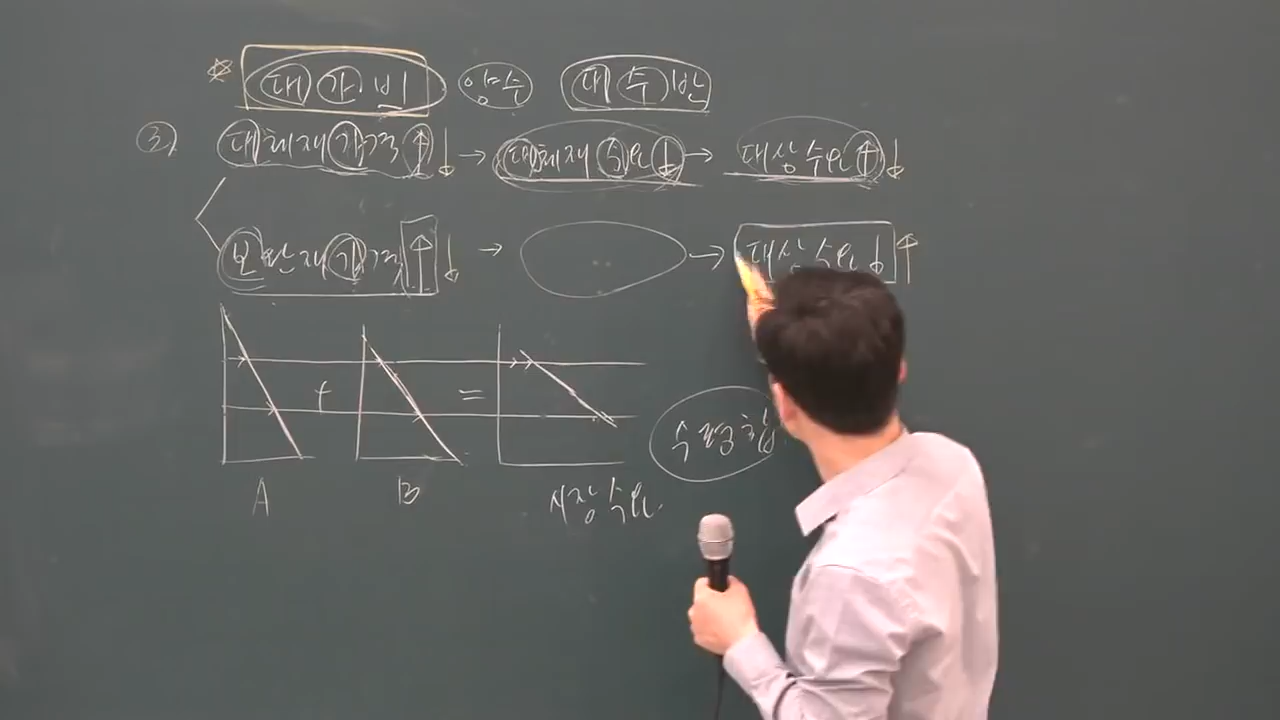 ☆ 대가비 양수 대수반
3) 대체재 가격 ↑↓ → 대체재 수요 ↓ → 대상 수요 ↑↓
보완재 가격 ↑↓ → → 대상 수요 ↓↑
+ =
수평합
A B 시장 수요